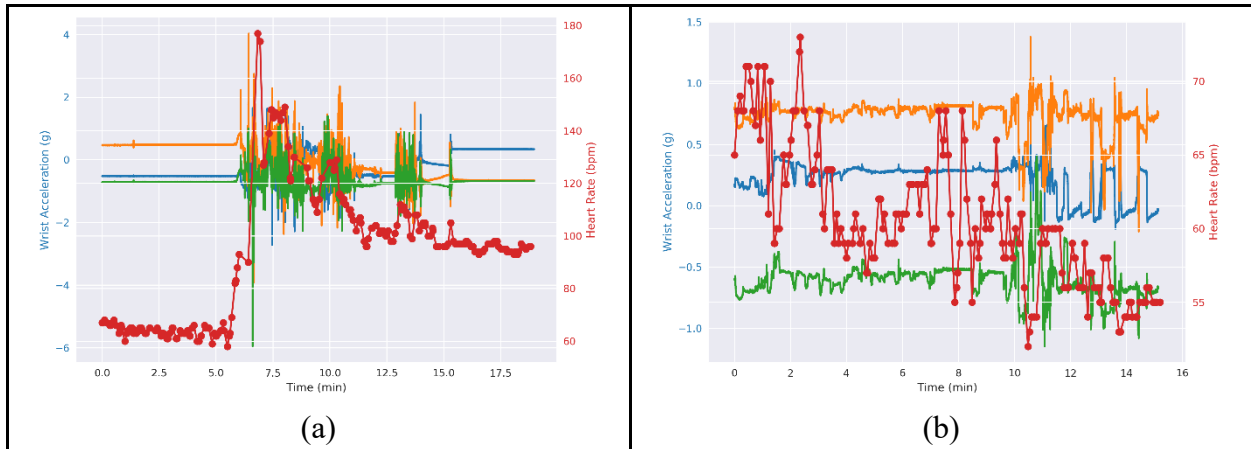 4
2
0
−2
−4
−6
Wrist Acceleration (g)
180
160
140
120
100
80
60
Heart Rate (bpm)
0.0 2.5 5.0 7.5 10.0 12.5 15.0 17.5
Time (min)
(a)
1.5
1.0
0.5
0.0
−0.5
−1.0
Wrist Acceleration (g)
70
65
60
55
Heart Rate (bpm)
0 2 4 6 8 10 12 14 16
Time (min)
(b)